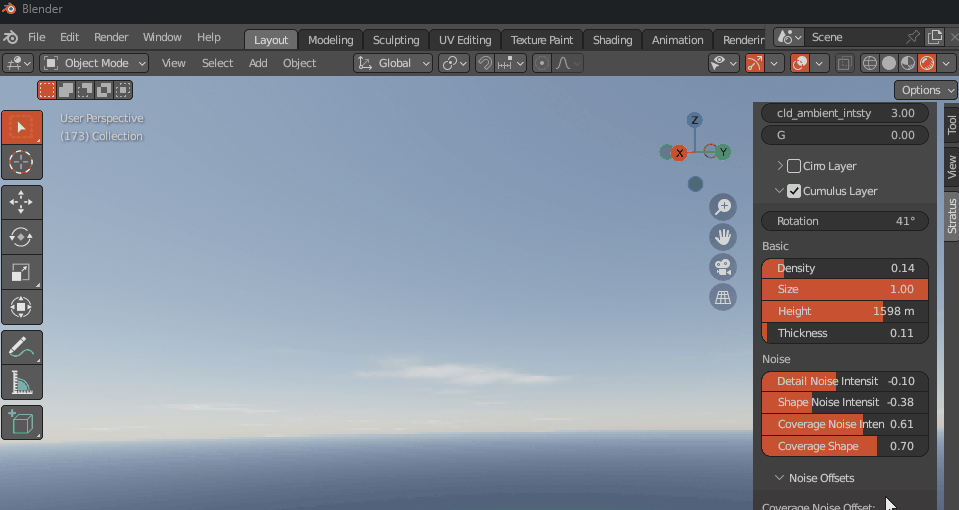 Blender
File Edit Render Window Help Layout Modeling Sculpting UV Editing Texture Paint Shading Animation Renderin Scene
Object Mode View Select Add Object Global
Options
User Perspective
(173) Collection
Z
X
Y
cld_ambient_intsty 3.00
G 0.00
Cirro Layer
Cumulus Layer
Rotation 41°
Basic
Density 0.14
Size 1.00
Height 1598 m
Thickness 0.11
Noise
Detail Noise Intensit -0.10
Shape Noise Intensit -0.38
Coverage Noise Inten 0.61
Coverage Shape 0.70
Noise Offsets
Coverage Noise Offset:
Tool
View
Stratus